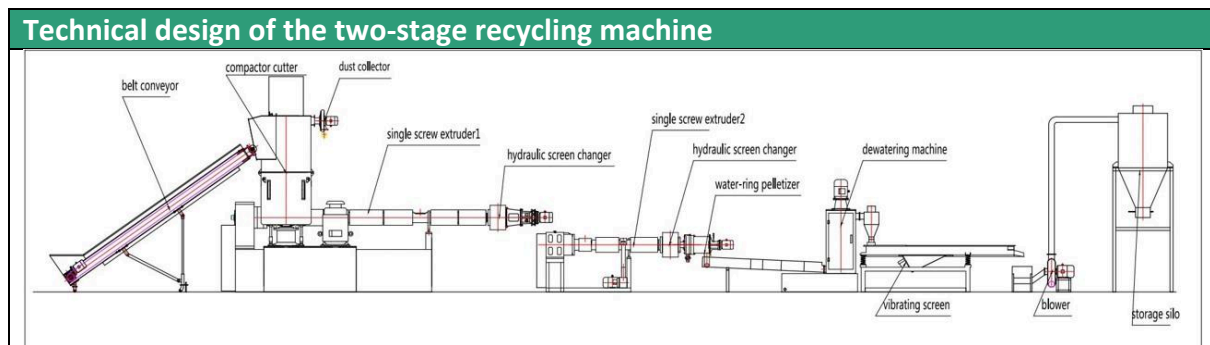 Technical design of the two-stage recycling machine
compactor cutter
dust collector
belt conveyor
single screw extruder1
hydraulic screen changer
single screw extruder2
hydraulic screen changer
water-ring pelletizer
dewatering machine
vibrating screen
blower
storage silo